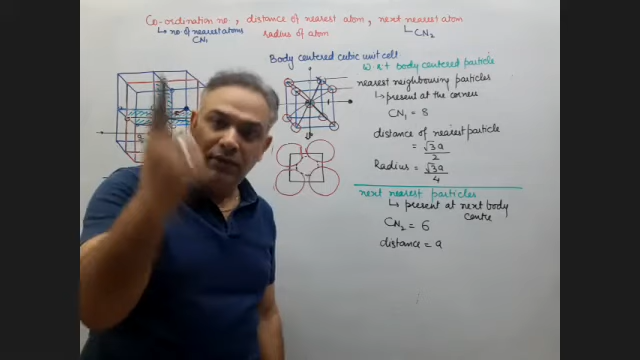 Co-ordination no., distance of nearest atom, next nearest atom
↳ no. of nearest atoms
CN₁
radius of atom
↳ CN₂
Body centered cubic unit cell
w.r.t body centered particle
nearest neighbouring particles
↳ present at the corners
CN₁ = 8
distance of nearest particle
= √3a/2
Radius = √3a/4
next nearest particles
↳ present at next body
centre
CN₂ = 6
distance = a